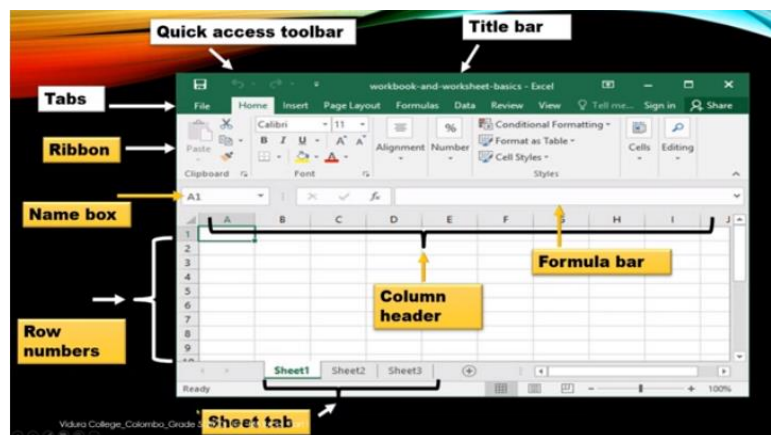 Quick access toolbar
Title bar
workbook-and-worksheet-basics - Excel
Tabs
File Home Insert Page Layout Formulas Data Review View Tell me... Sign in Share
Ribbon
Paste
Calibri 11
B I U
A A
A
Alignment
%
Number
Conditional Formatting
Format as Table
Cell Styles
Cells
Editing
Clipboard
Font
Styles
Name box
A1
fx
A B C D E F G H I J
1
2
3
4
5
6
7
8
9
10
Formula bar
Column
header
Row
numbers
Sheet1 Sheet2 Sheet3
Ready
100%
Sheet tab
Vidura College_Colombo_Grade